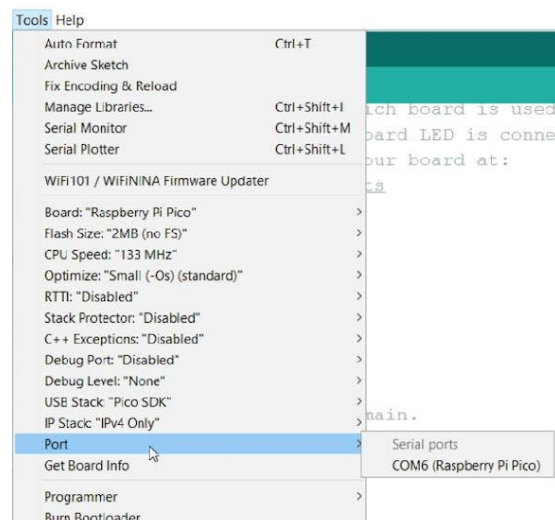 Tools Help
Auto Format Ctrl+T
Archive Sketch
Fix Encoding & Reload
Manage Libraries... Ctrl+Shift+I
Serial Monitor Ctrl+Shift+M
Serial Plotter Ctrl+Shift+L
WiFi101 / WiFiNINA Firmware Updater
Board: "Raspberry Pi Pico"
Flash Size: "2MB (no FS)"
CPU Speed: "133 MHz"
Optimize: "Small (-Os) (standard)"
RTTI: "Disabled"
Stack Protector: "Disabled"
C++ Exceptions: "Disabled"
Debug Port: "Disabled"
Debug Level: "None"
USB Stack: "Pico SDK"
IP Stack: "IPv4 Only"
Port
Get Board Info
Programmer
Burn Bootloader
ich board is used
board LED is conne
our board at:
ts
main.
Serial ports
COM6 (Raspberry Pi Pico)